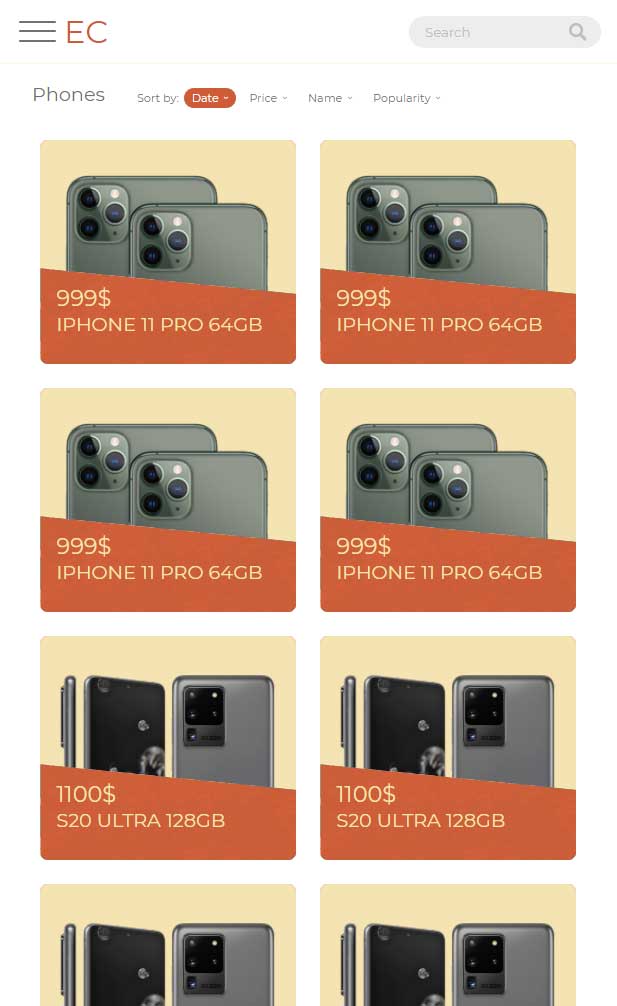 EC
Search
Phones
Sort by: Date Price Name Popularity
999$
IPHONE 11 PRO 64GB
999$
IPHONE 11 PRO 64GB
999$
IPHONE 11 PRO 64GB
999$
IPHONE 11 PRO 64GB
1100$
S20 ULTRA 128GB
1100$
S20 ULTRA 128GB